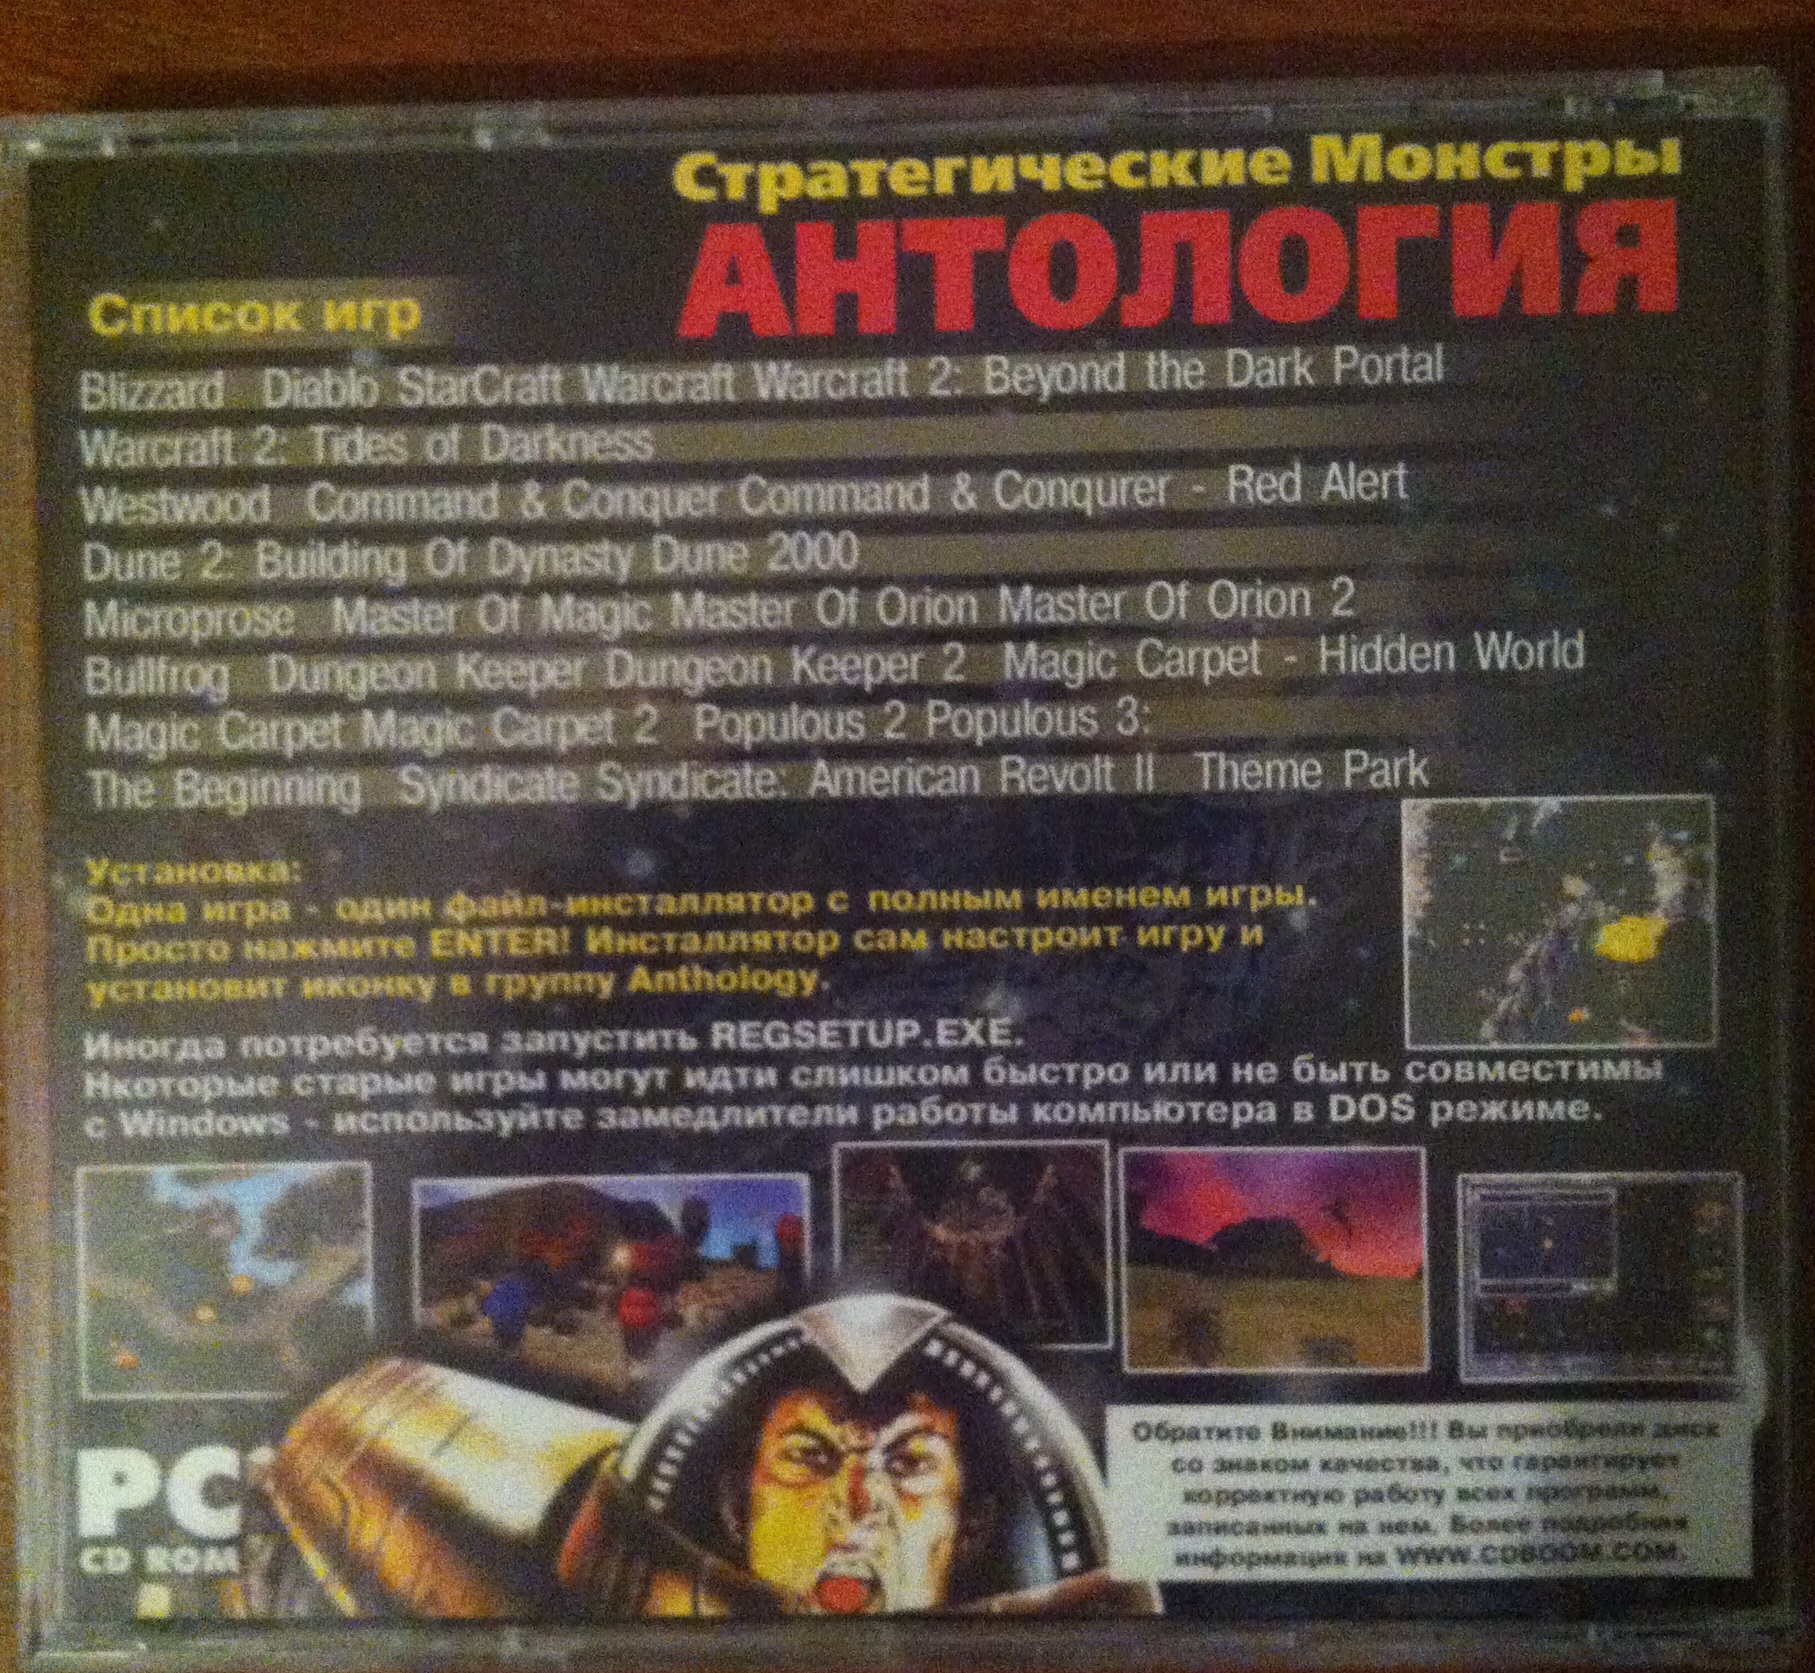 Стратегические Монстры
АНТОЛОГИЯ
Список игр
Blizzard Diablo StarCraft Warcraft Warcraft 2: Beyond the Dark Portal
Warcraft 2: Tides of Darkness
Westwood Command & Conquer Command & Conqurer - Red Alert
Dune 2: Building Of Dynasty Dune 2000
Microprose Master Of Magic Master Of Orion Master Of Orion 2
Bullfrog Dungeon Keeper Dungeon Keeper 2 Magic Carpet - Hidden World
Magic Carpet Magic Carpet 2 Populous 2 Populous 3:
The Beginning Syndicate Syndicate: American Revolt II Theme Park
Установка:
Одна игра - один файл-инсталлятор с полным именем игры.
Просто нажмите ENTER! Инсталлятор сам настроит игру и
установит иконку в группу Anthology.
Иногда потребуется запустить REGSETUP.EXE.
Нкоторые старые игры могут идти слишком быстро или не быть совместимы
с Windows - используйте замедлители работы компьютера в DOS режиме.
PC
CD ROM
Обратите Внимание!!! Вы приобрели диск
со знаком качества, что гарантирует
корректную работу всех программ,
записанных на нем. Более подробная
информация на WWW.CDBOOM.COM.